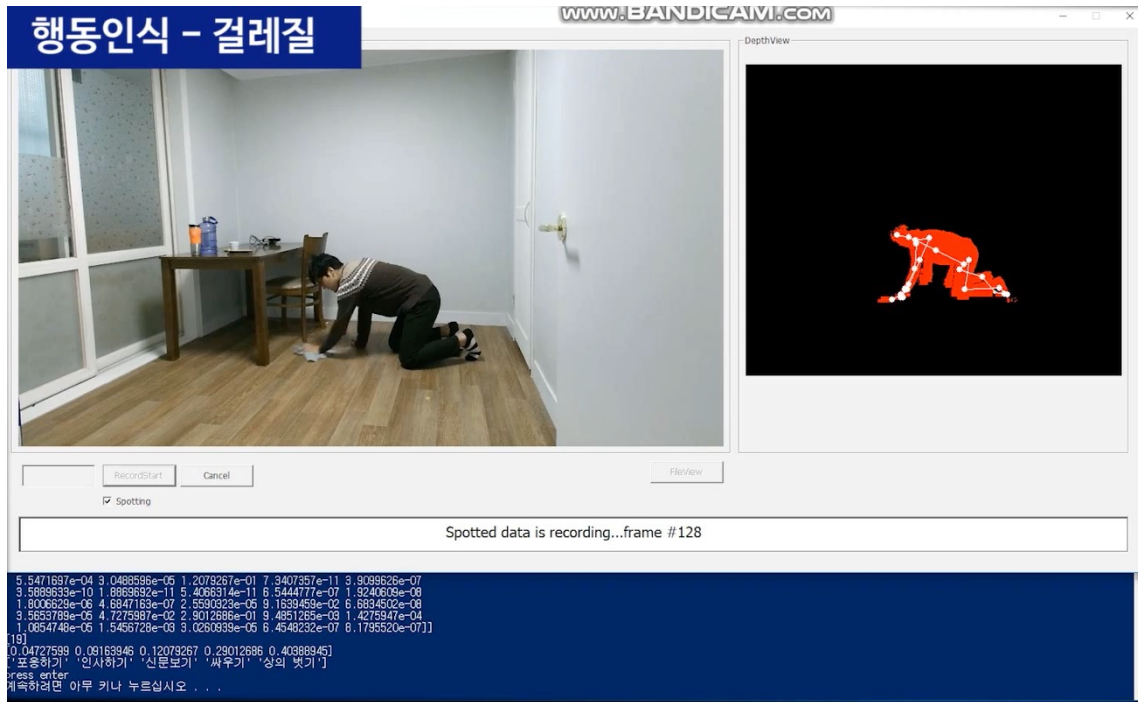 WWW.BANDICAM.COM
행동인식 - 걸레질
DepthView
RecordStart
Cancel
FileView
Spotting
Spotted data is recording...frame #128
5.5471697e-04 3.0488596e-05 1.2079267e-01 7.3407357e-11 3.9099626e-07
3.5889633e-10 1.8869692e-11 5.4066314e-11 6.5444777e-07 1.9240609e-08
1.8006629e-06 4.6847163e-07 2.5590323e-05 9.1639459e-02 6.6834502e-08
3.5653789e-05 4.7275987e-02 2.9012686e-01 9.4851265e-03 1.4275947e-04
1.0854748e-05 1.5456728e-03 3.0260939e-05 6.4548232e-07 8.1795520e-07]]
[19]
[0.04727599 0.09163946 0.12079267 0.29012686 0.40388945]
['포옹하기' '인사하기' '신문보기' '싸우기' '상의 벗기']
press enter
계속하려면 아무 키나 누르십시오 . . .